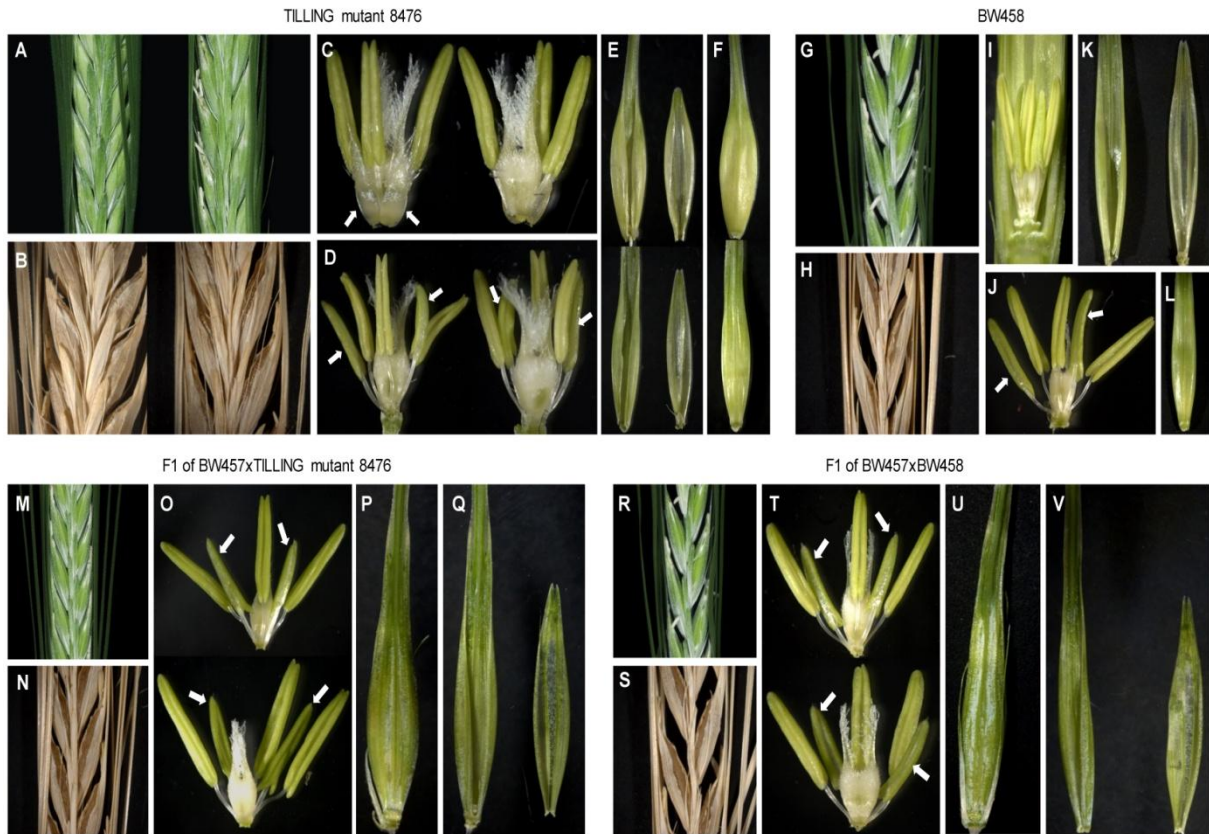 TILLING mutant 8476
BW458
A
C
E
F
G
I
K
B
D
H
J
L
F1 of BW457xTILLING mutant 8476
F1 of BW457xBW458
M
O
P
Q
R
T
U
V
N
S